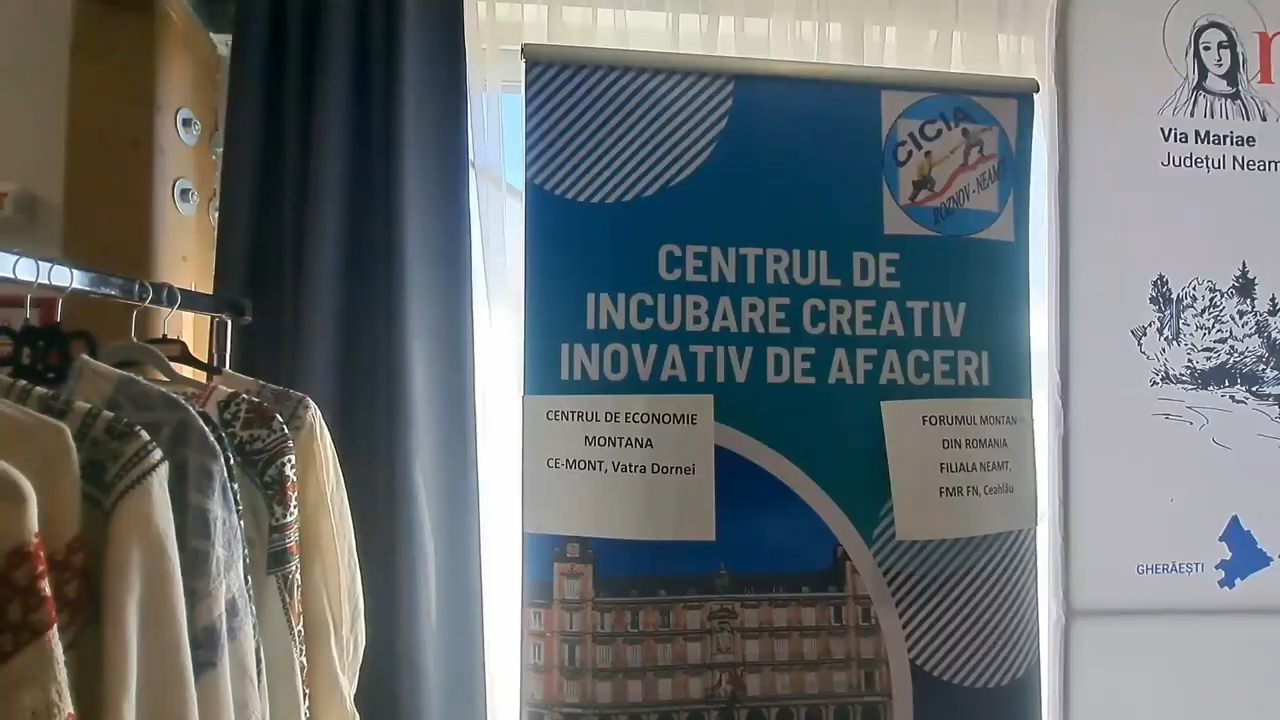 CICIA
ROZNOV - NEAMȚ
CENTRUL DE
INCUBARE CREATIV
INOVATIV DE AFACERI
CENTRUL DE ECONOMIE
MONTANA
CE-MONT, Vatra Dornei
FORUMUL MONTAN
DIN ROMANIA
FILIALA NEAMT,
FMR FN, Ceahlău
Via Mariae
Județul Neam
GHERĂEȘTI